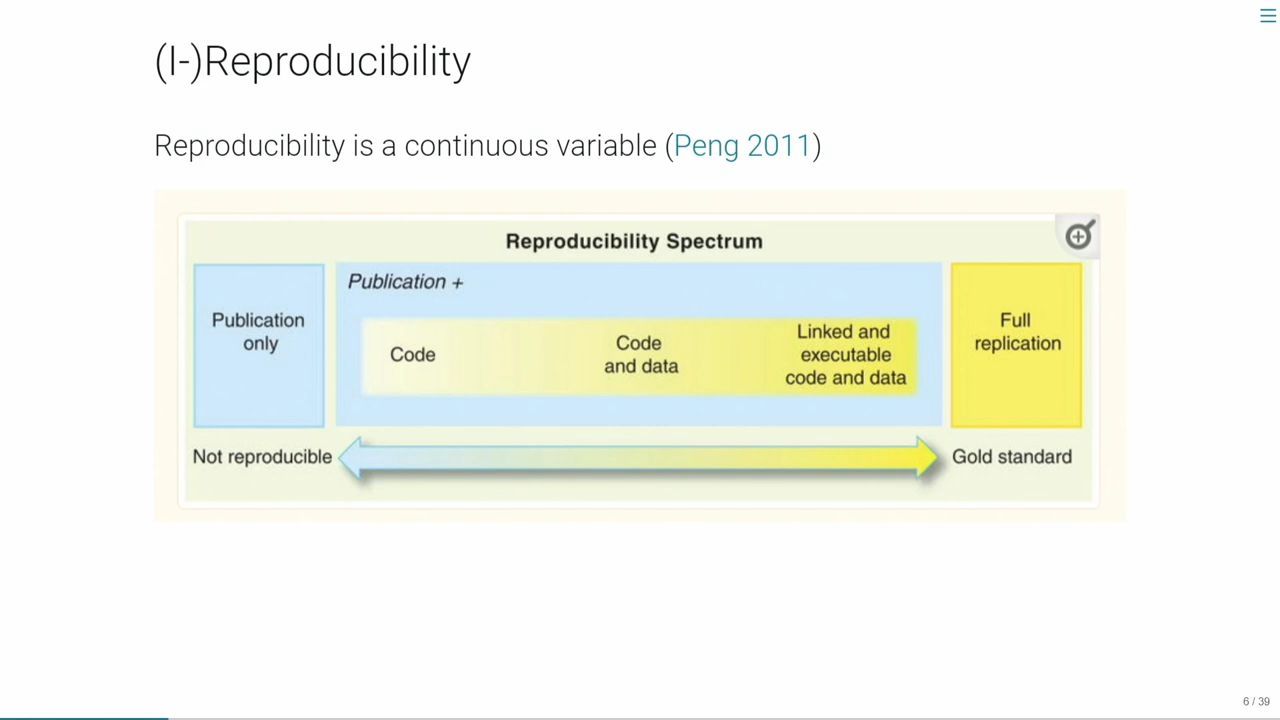 (I-)Reproducibility
Reproducibility is a continuous variable (Peng 2011)
Reproducibility Spectrum
Publication
only
Publication +
Code
Code
and data
Linked and
executable
code and data
Full
replication
Not reproducible
Gold standard
6 / 39